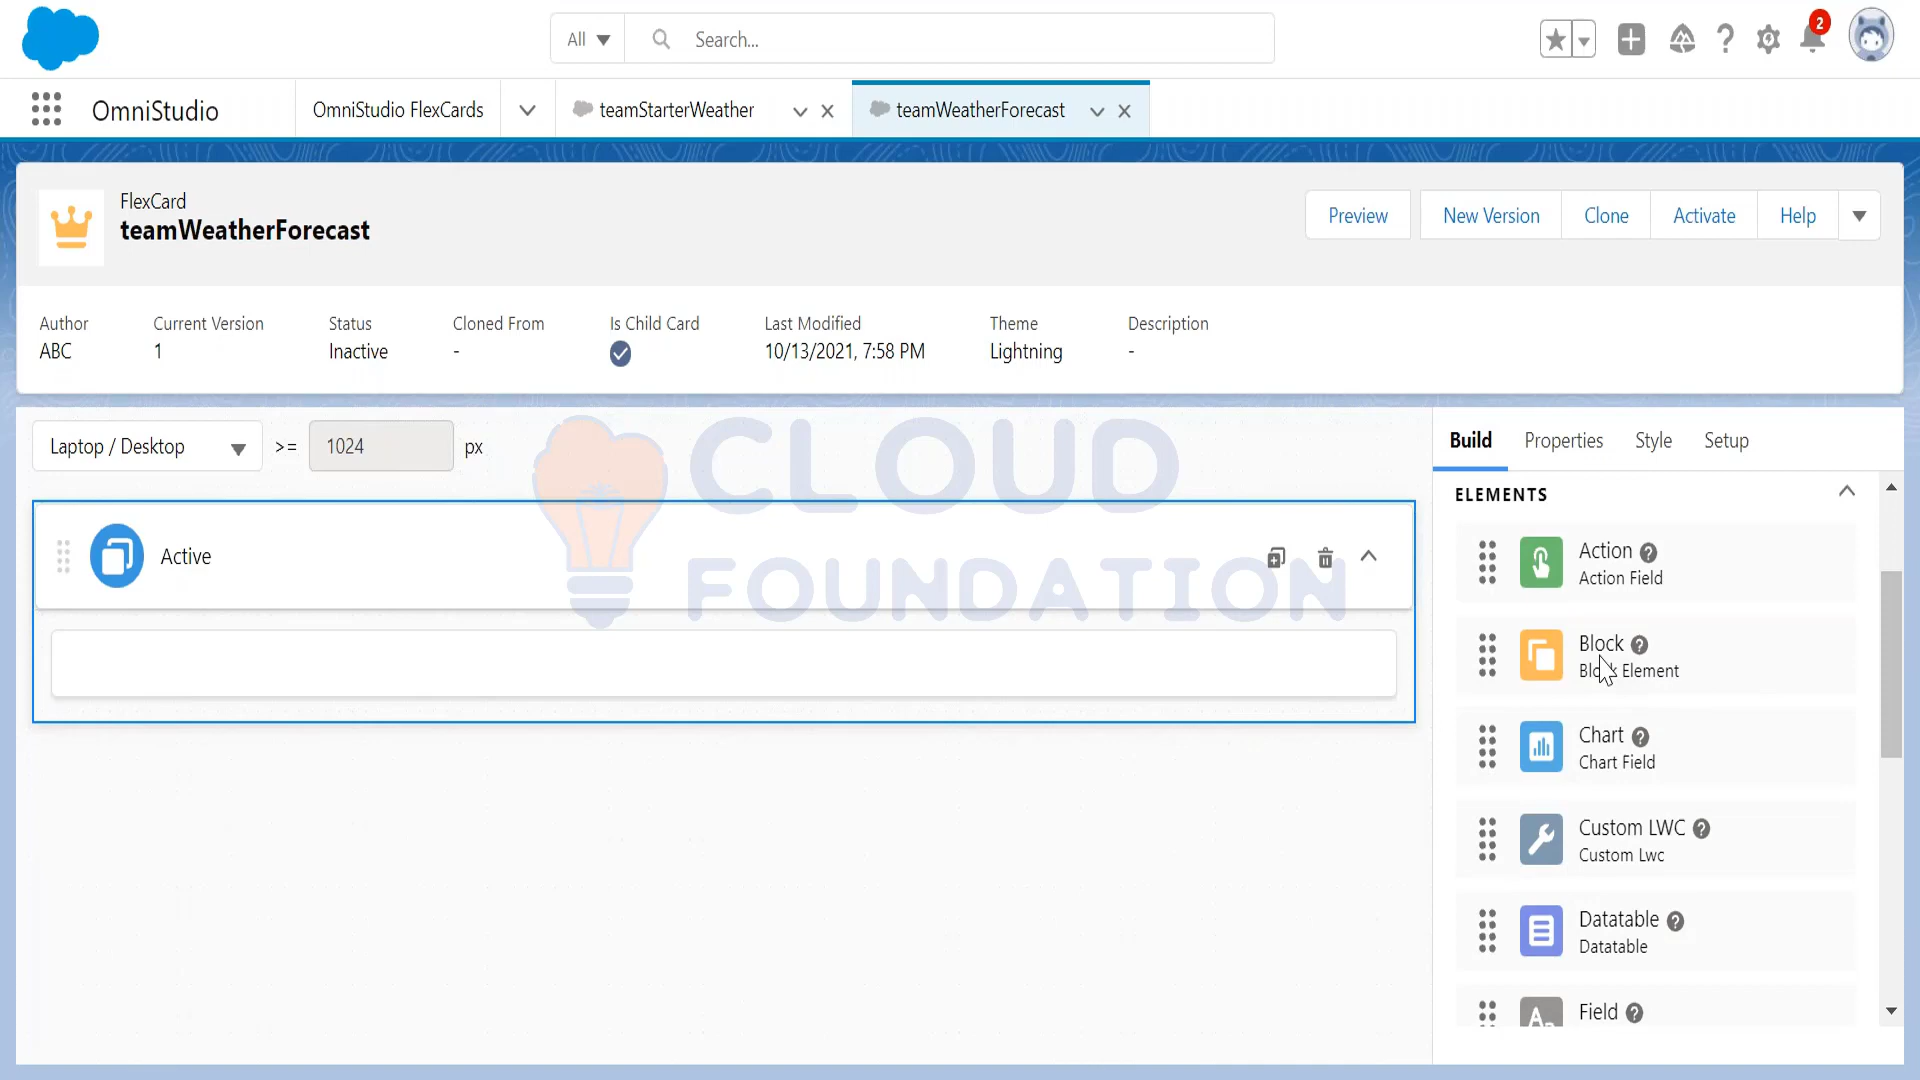 All
Search...
2
OmniStudio
OmniStudio FlexCards
teamStarterWeather
teamWeatherForecast
FlexCard
teamWeatherForecast
Preview
New Version
Clone
Activate
Help
Author
Current Version
Status
Cloned From
Is Child Card
Last Modified
Theme
Description
ABC
1
Inactive
-
10/13/2021, 7:58 PM
Lightning
-
Laptop / Desktop
>=
1024
px
CLOUD
FOUNDATION
Active
Build
Properties
Style
Setup
ELEMENTS
Action
Action Field
Block
Block Element
Chart
Chart Field
Custom LWC
Custom Lwc
Datatable
Datatable
Field